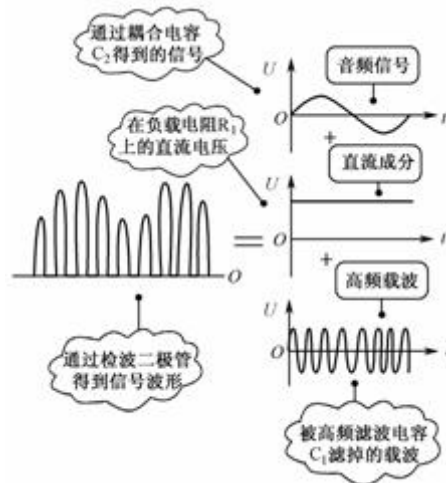 通过耦合电容
C₂得到的信号
U
音频信号
O
t
+
在负载电阻R₁
上的直流电压
U
直流成分
=
O
t
+
O
高频载波
U
O
通过检波二极管
得到信号波形
被高频滤波电容
C₁滤掉的载波